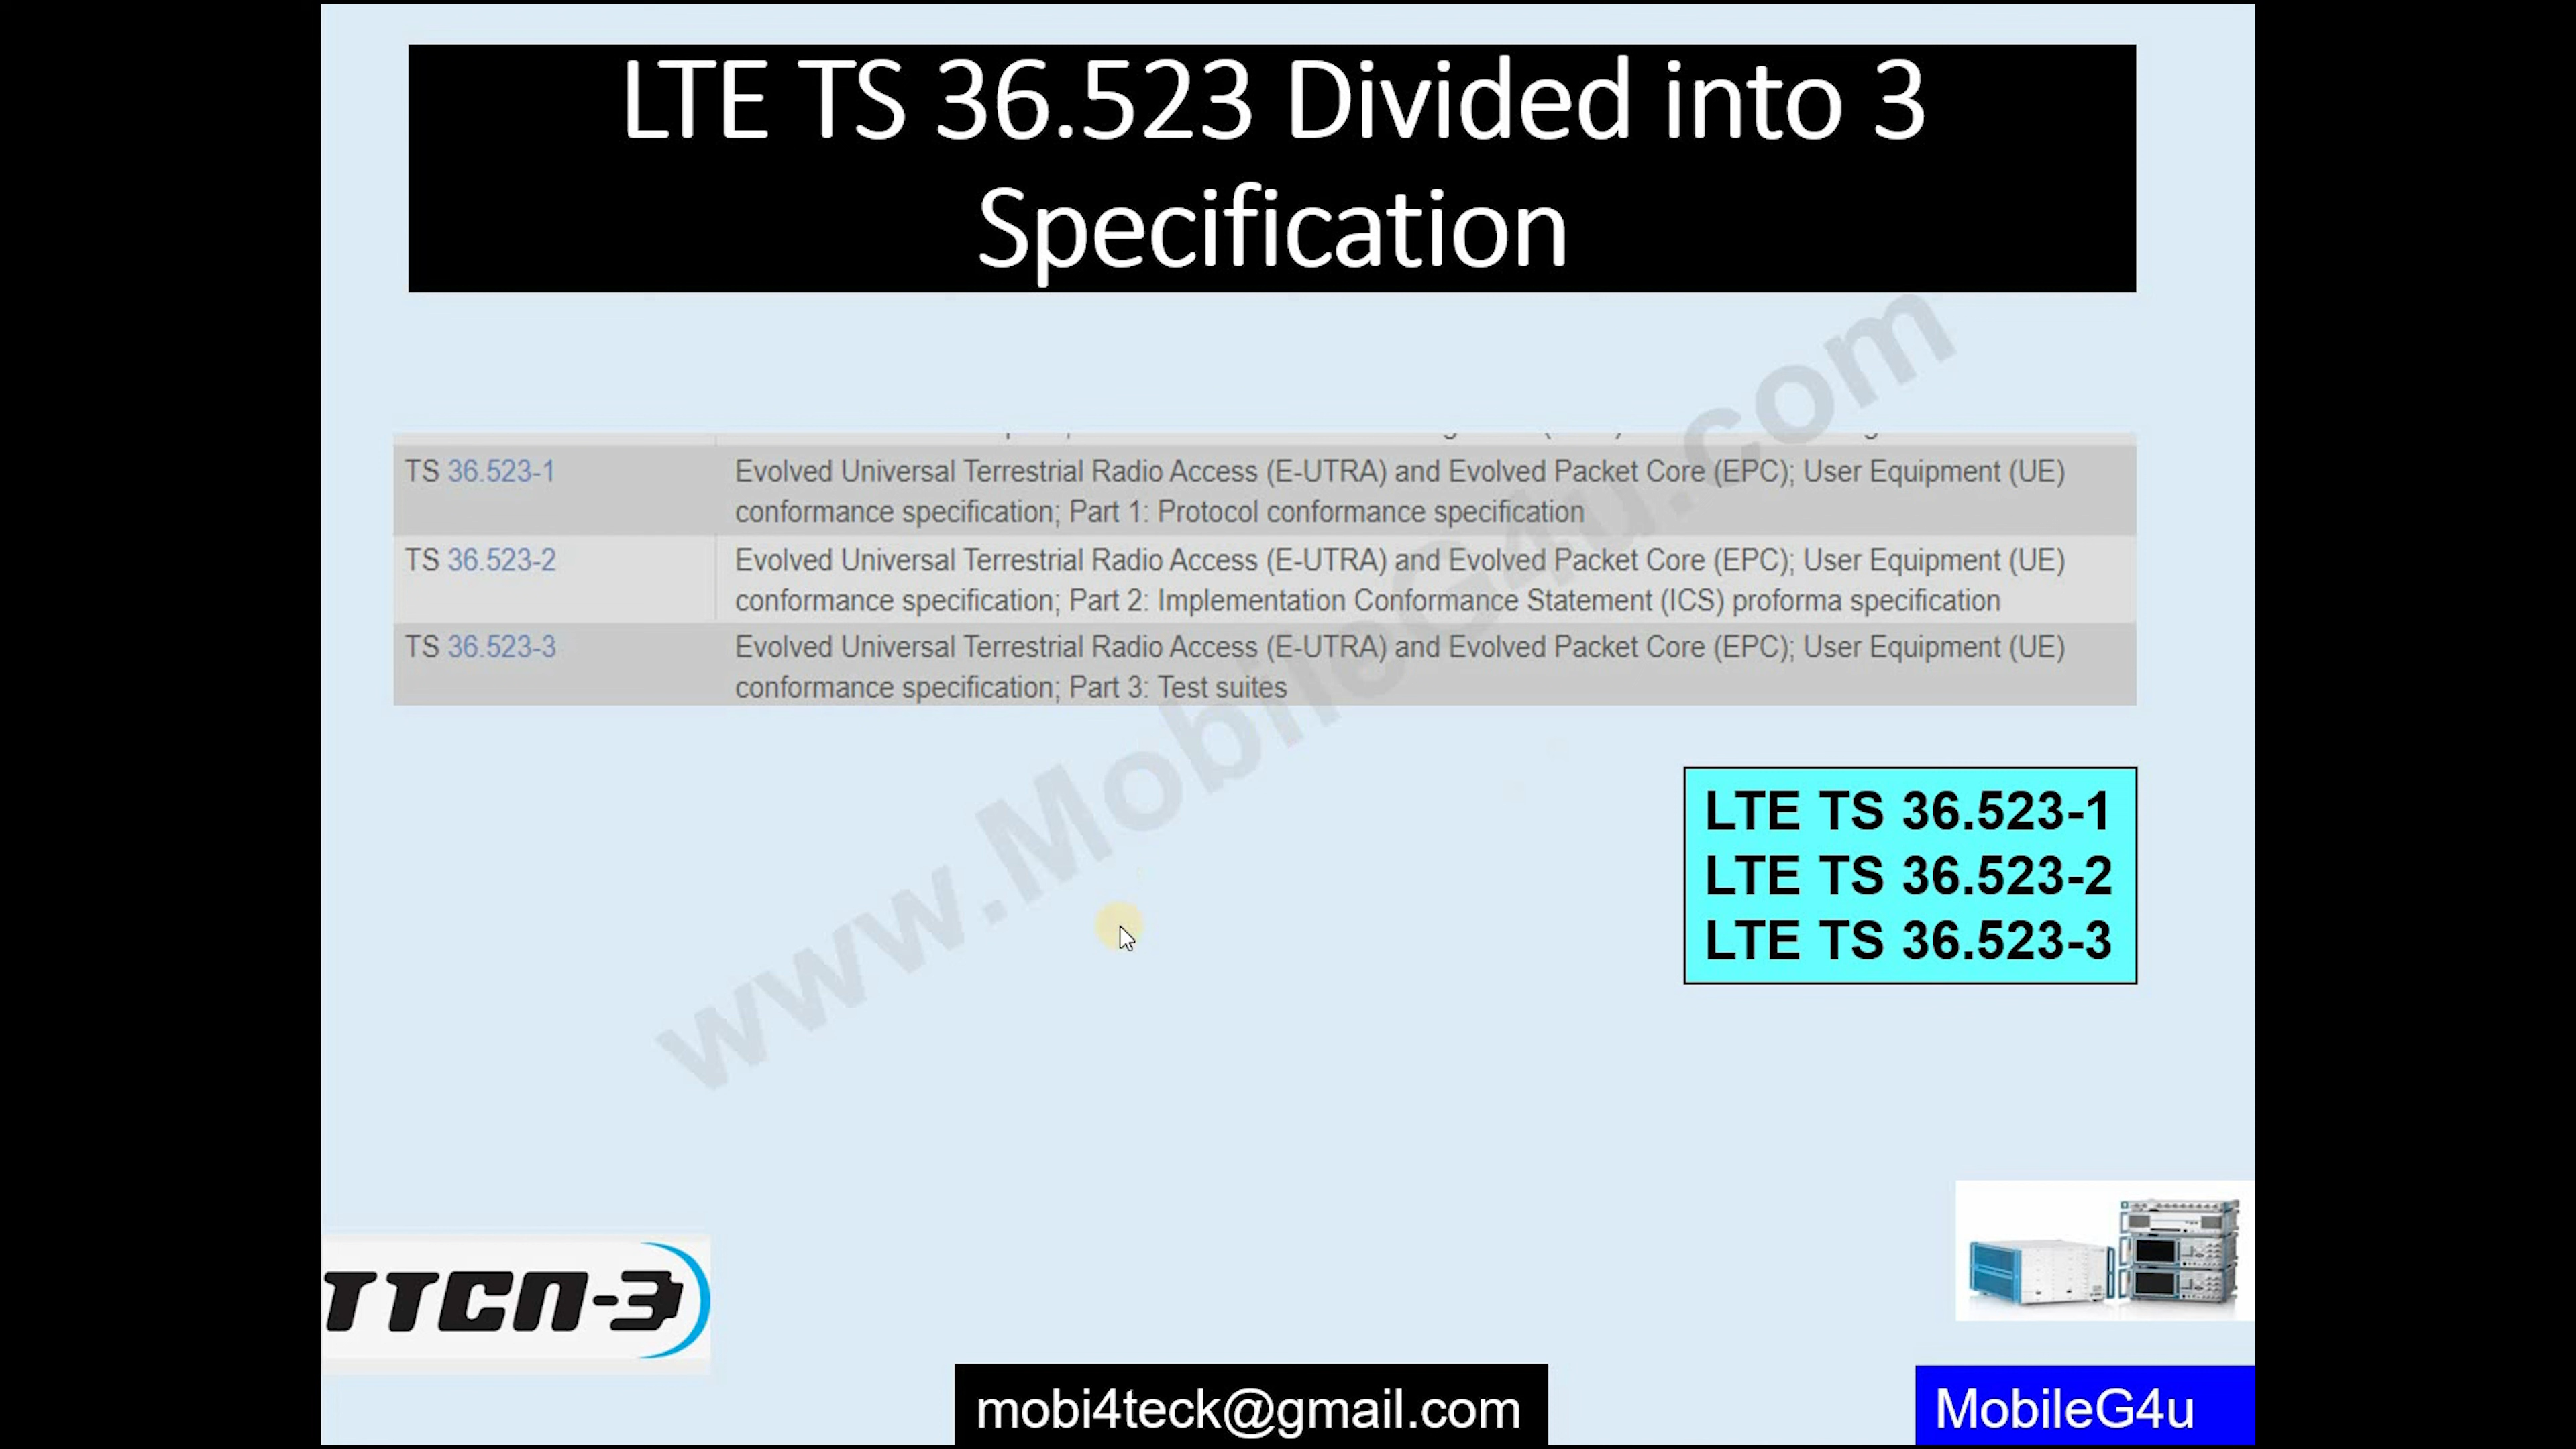 LTE TS 36.523 Divided into 3
Specification
TS 36.523-1
Evolved Universal Terrestrial Radio Access (E-UTRA) and Evolved Packet Core (EPC); User Equipment (UE)
conformance specification; Part 1: Protocol conformance specification
TS 36.523-2
Evolved Universal Terrestrial Radio Access (E-UTRA) and Evolved Packet Core (EPC); User Equipment (UE)
conformance specification; Part 2: Implementation Conformance Statement (ICS) proforma specification
TS 36.523-3
Evolved Universal Terrestrial Radio Access (E-UTRA) and Evolved Packet Core (EPC); User Equipment (UE)
conformance specification; Part 3: Test suites
www.MobileG4u.com
LTE TS 36.523-1
LTE TS 36.523-2
LTE TS 36.523-3
TTCN-3
mobi4teck@gmail.com
MobileG4u